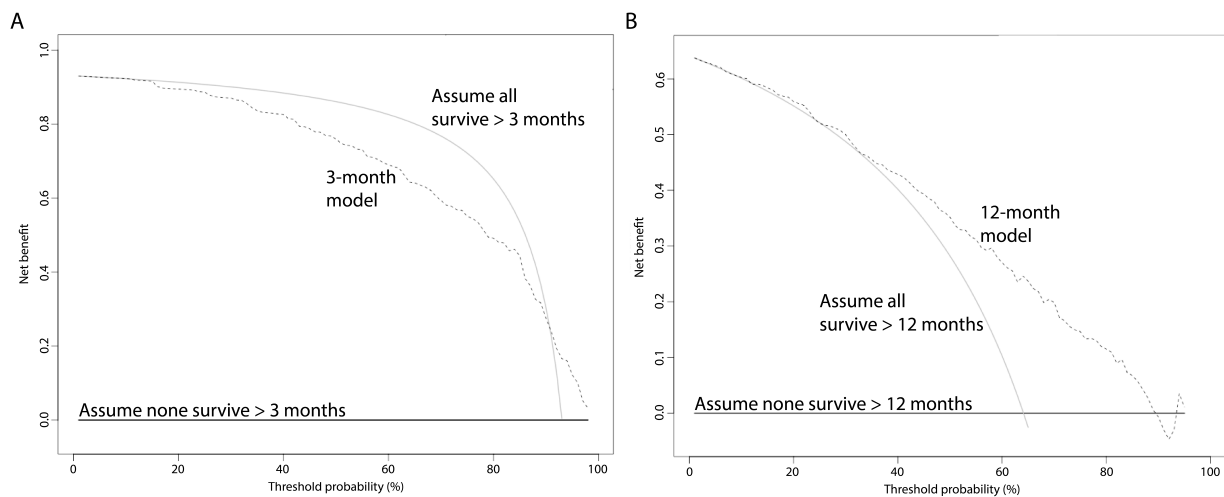 A
B
1.0
0.8
0.6
0.4
0.2
0.0
Net benefit
Assume all
survive > 3 months
3-month
model
Assume none survive > 3 months
0 20 40 60 80 100
Threshold probability (%)
0.6
0.5
0.4
0.3
0.2
0.1
0.0
Net benefit
12-month
model
Assume all
survive > 12 months
Assume none survive > 12 months
0 20 40 60 80 100
Threshold probability (%)